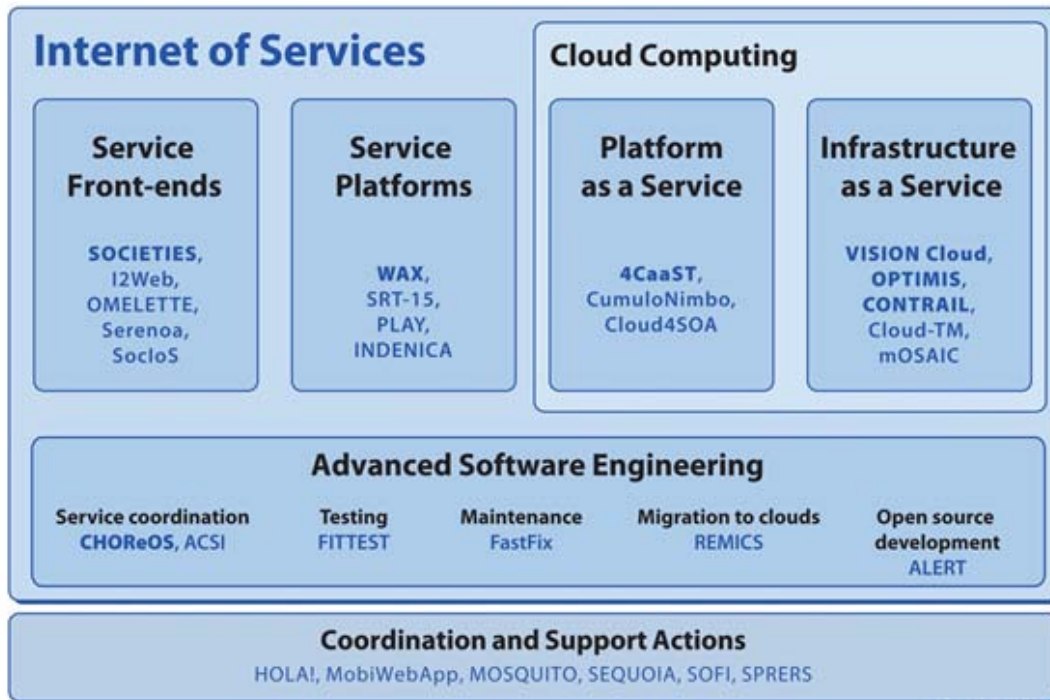 Internet of Services
Cloud Computing
Service
Front-ends
SOCIETIES,
I2Web,
OMELETTE,
Serenoa,
SocIoS
Service
Platforms
WAX,
SRT-15,
PLAY,
INDENICA
Platform
as a Service
4CaaST,
CumuloNimbo,
Cloud4SOA
Infrastructure
as a Service
VISION Cloud,
OPTIMIS,
CONTRAIL,
Cloud-TM,
mOSAIC
Advanced Software Engineering
Service coordination
CHOReOS, ACSI
Testing
FITTEST
Maintenance
FastFix
Migration to clouds
REMICS
Open source
development
ALERT
Coordination and Support Actions
HOLA!, MobiWebApp, MOSQUITO, SEQUOIA, SOFI, SPRERS